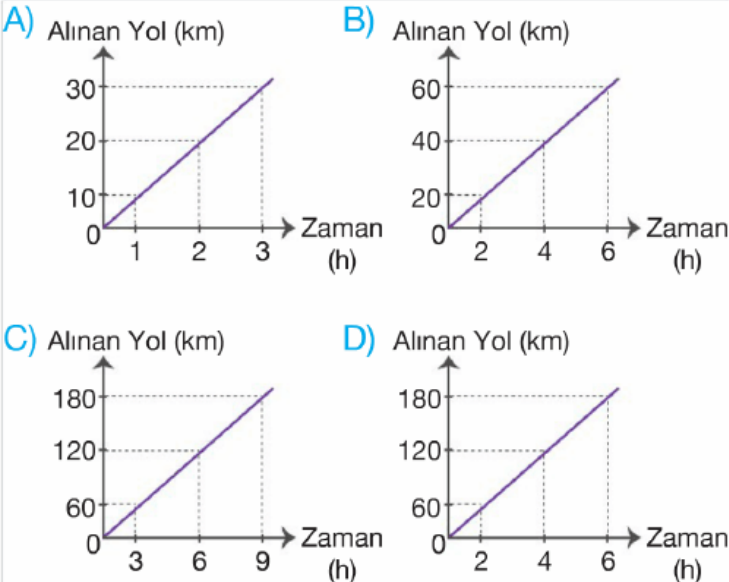 A) Alınan Yol (km)
30
20
10
0
1 2 3
Zaman
(h)
B) Alınan Yol (km)
60
40
20
0
2 4 6
Zaman
(h)
C) Alınan Yol (km)
180
120
60
0
3 6 9
Zaman
(h)
D) Alınan Yol (km)
180
120
60
0
2 4 6
Zaman
(h)